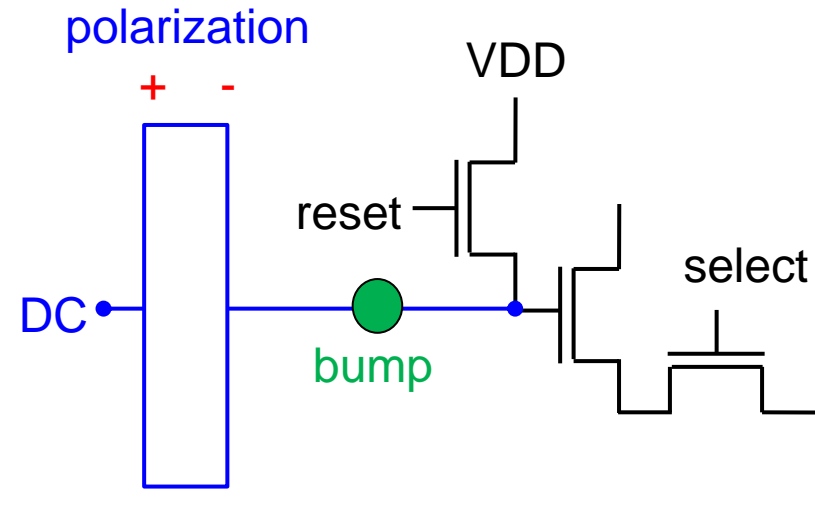 polarization
+ -
VDD
reset
select
DC
bump